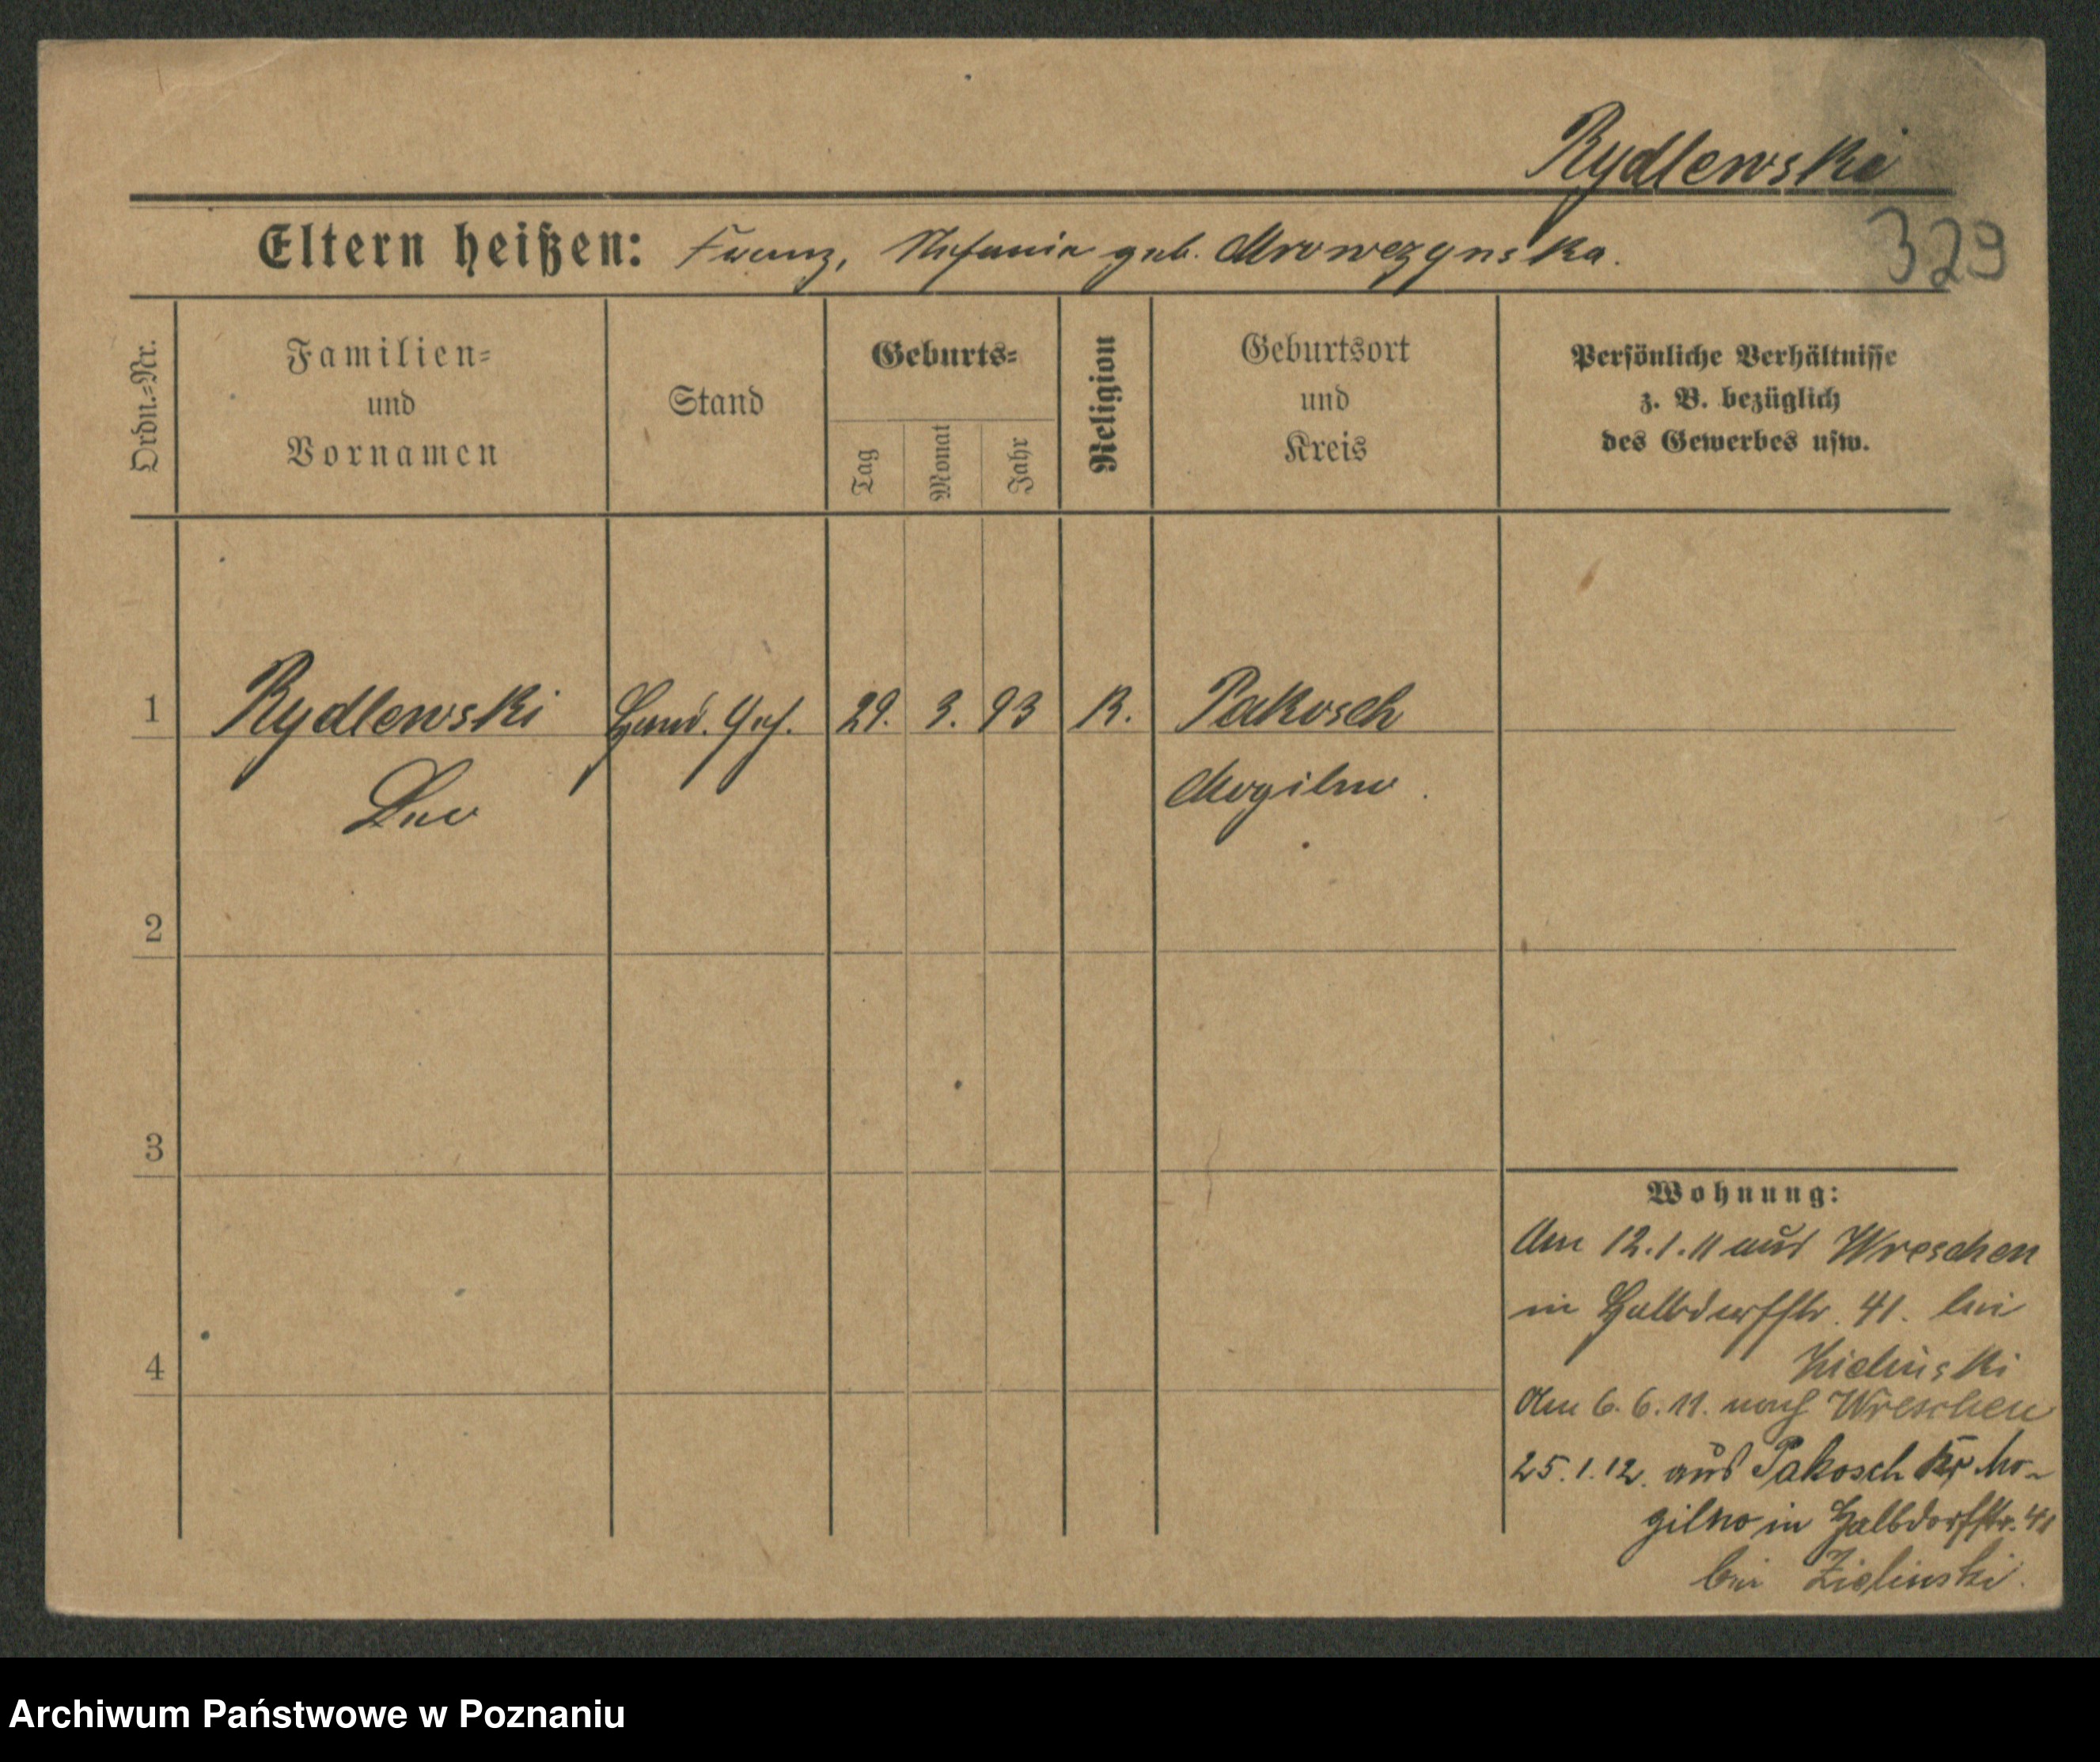 Rydlewski
329
Eltern heißen: Franz, Stefania geb. Mrowczynska.
Ordn.-Nr.
Familien-
und
Vornamen
Stand
Geburts-
Tag
Monat
Jahr
Religion
Geburtsort
und
Kreis
Persönliche Verhältnisse
z. B. bezüglich
des Gewerbes usw.
1 Rydlewski Hand. Geh. 29. 3. 93 K. Pakosch
Leo Mogilno.
2
3
4
Wohnung:
Am 12.1.11 aus Wreschen
in Halbdorfstr. 41. bei
Zielinski
Am 6.6.11. nach Wreschen
25.1.12. aus Pakosch Kr Mo-
gilno in Halbdorfstr. 41
bei Zielinski.
Archiwum Państwowe w Poznaniu